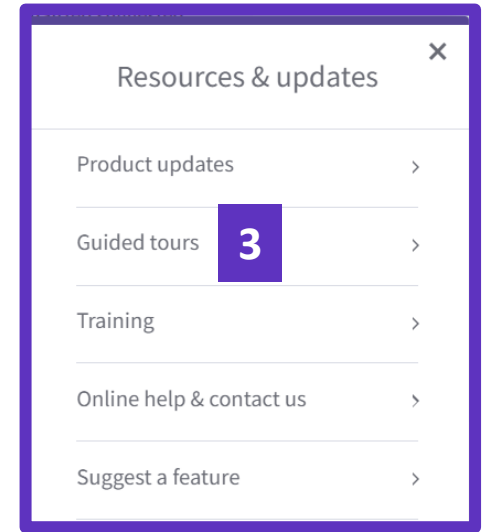 Resources & updates
Product updates
Guided tours 3
Training
Online help & contact us
Suggest a feature